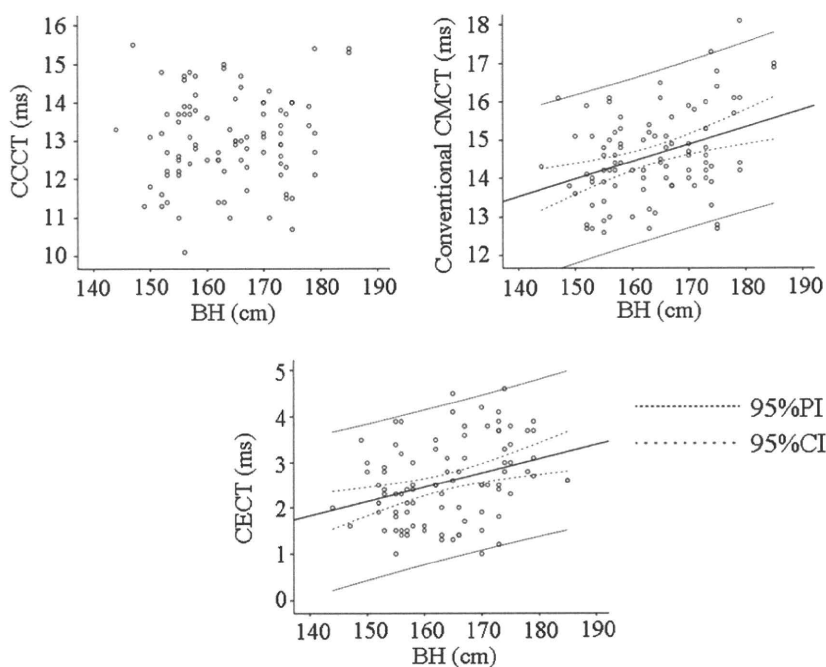 CCCT (ms)
16
15
14
13
12
11
10
140 150 160 170 180 190
BH (cm)
Conventional CMCT (ms)
18
17
16
15
14
13
12
140 150 160 170 180 190
BH (cm)
CECT (ms)
5
4
3
2
1
0
140 150 160 170 180 190
BH (cm)
95%PI
95%CI